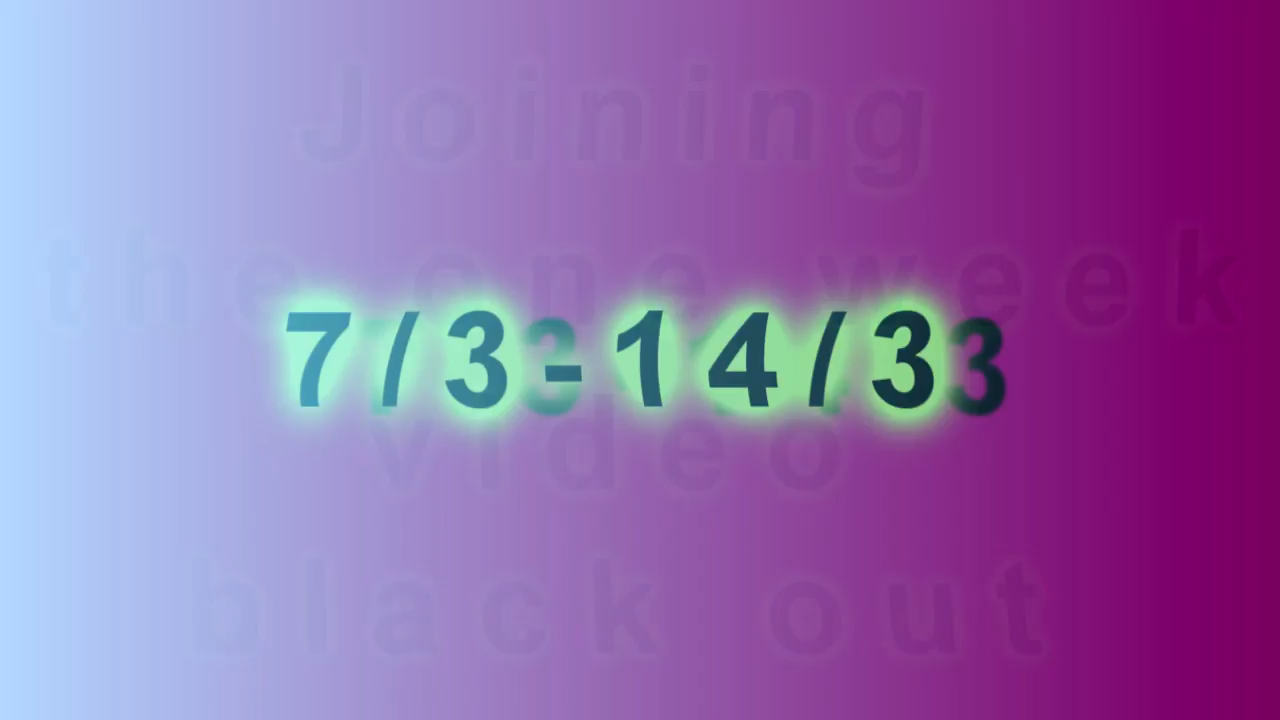 Joining
the one week
7/3-14/3
video
black out